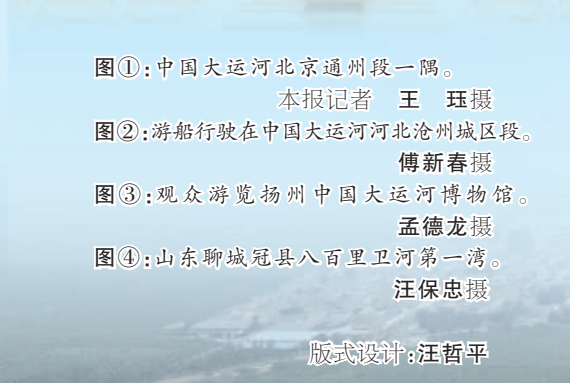 图①:中国大运河北京通州段一隅。
本报记者　王　珏摄
图②:游船行驶在中国大运河河北沧州城区段。
傅新春摄
图③:观众游览扬州中国大运河博物馆。
孟德龙摄
图④:山东聊城冠县八百里卫河第一湾。
汪保忠摄
版式设计:汪哲平